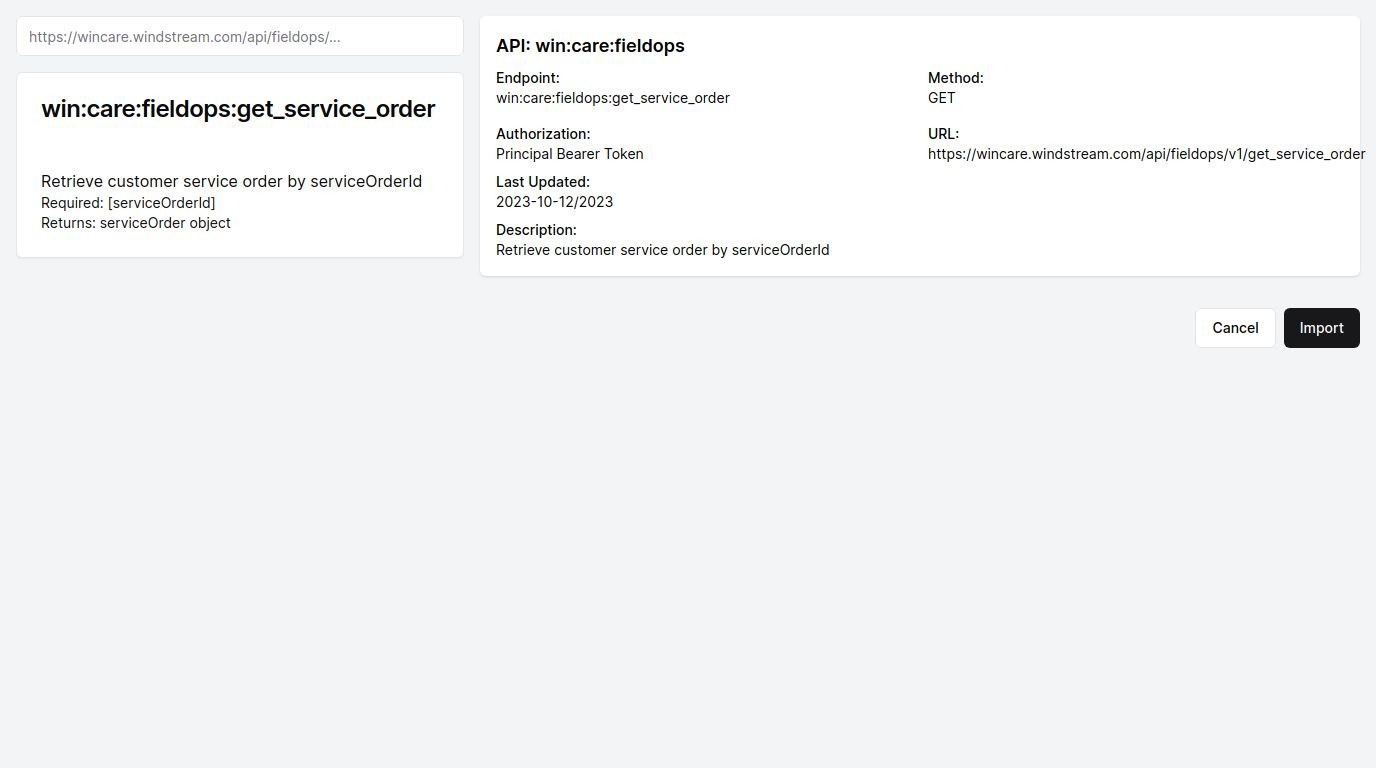 https://wincare.windstream.com/api/fieldops/...
win:care:fieldops:get_service_order
Retrieve customer service order by serviceOrderId
Required: [serviceOrderId]
Returns: serviceOrder object
API: win:care:fieldops
Endpoint:
win:care:fieldops:get_service_order
Method:
GET
Authorization:
Principal Bearer Token
URL:
https://wincare.windstream.com/api/fieldops/v1/get_service_order
Last Updated:
2023-10-12/2023
Description:
Retrieve customer service order by serviceOrderId
Cancel
Import